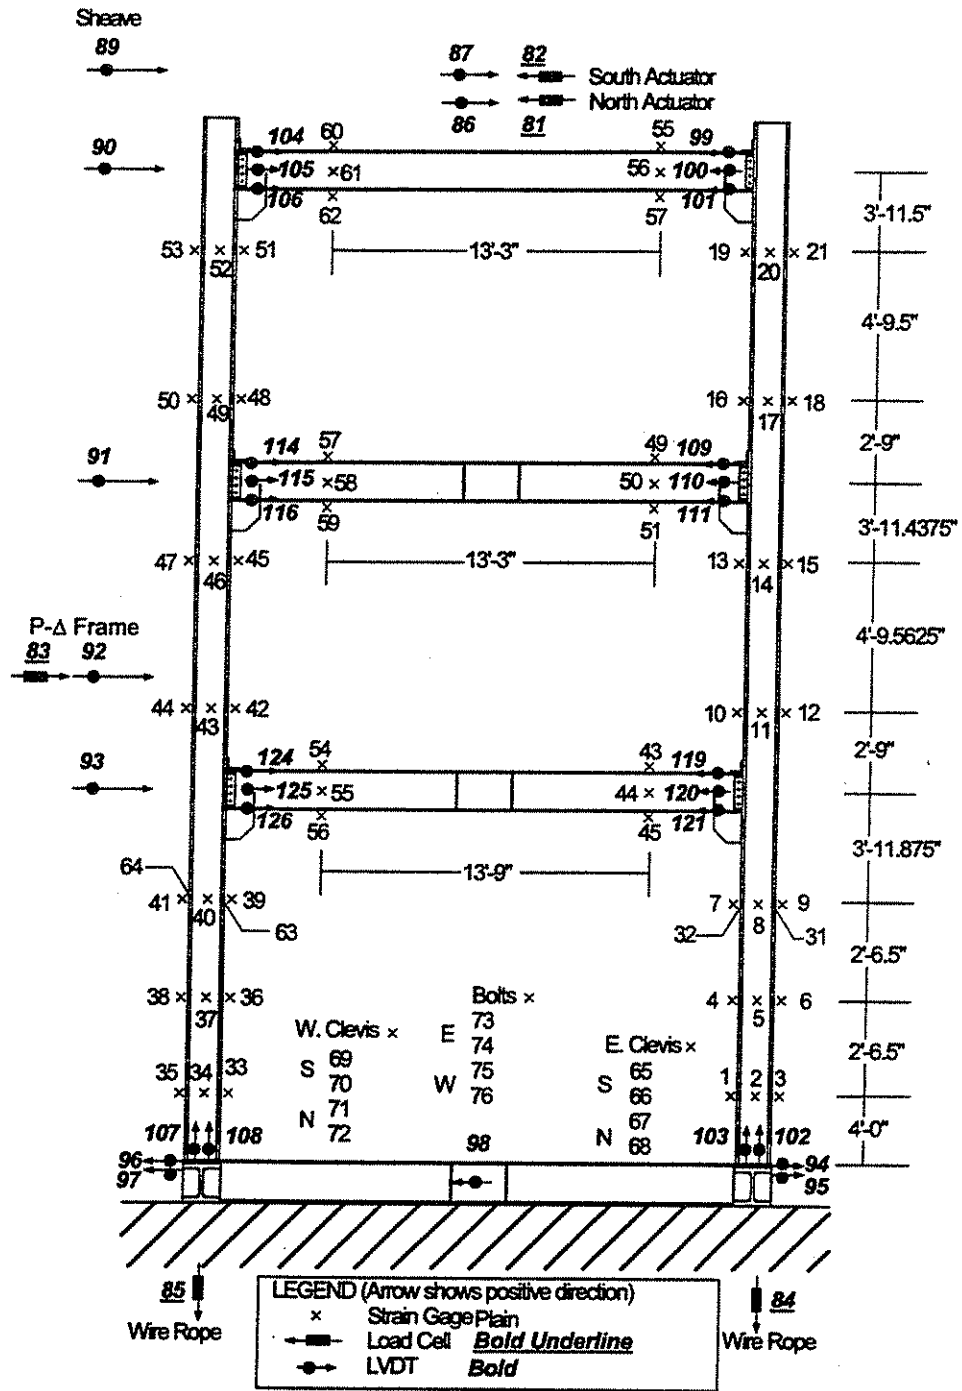 Sheave
89
87 82
South Actuator
North Actuator
86 81
90
104 60 55 99
105 61 56 100
106 62 57 101
3'-11.5"
53 52 51 13'-3" 19 20 21
4'-9.5"
50 49 48 16 17 18
2'-9"
91
114 57 49 109
115 58 50 110
116 59 51 111
3'-11.4375"
47 46 45 13'-3" 13 14 15
P-Δ Frame
83 92
4'-9.5625"
44 43 42 10 11 12
2'-9"
93
124 54 43 119
125 55 44 120
126 56 45 121
3'-11.875"
64 13'-9"
41 40 39 7 8 9
63 32 31
2'-6.5"
38 37 36 4 5 6
Bolts ×
73
74
75
76
E
W
W. Clevis ×
S 69
70
N 71
72
E. Clevis ×
S 65
66
67
N 68
2'-6.5"
35 34 33 1 2 3
4'-0"
107 108 98 103 102
96 94
97 95
85 84
Wire Rope
Wire Rope
LEGEND (Arrow shows positive direction)
× Strain Gage Plain
Load Cell Bold Underline
LVDT Bold